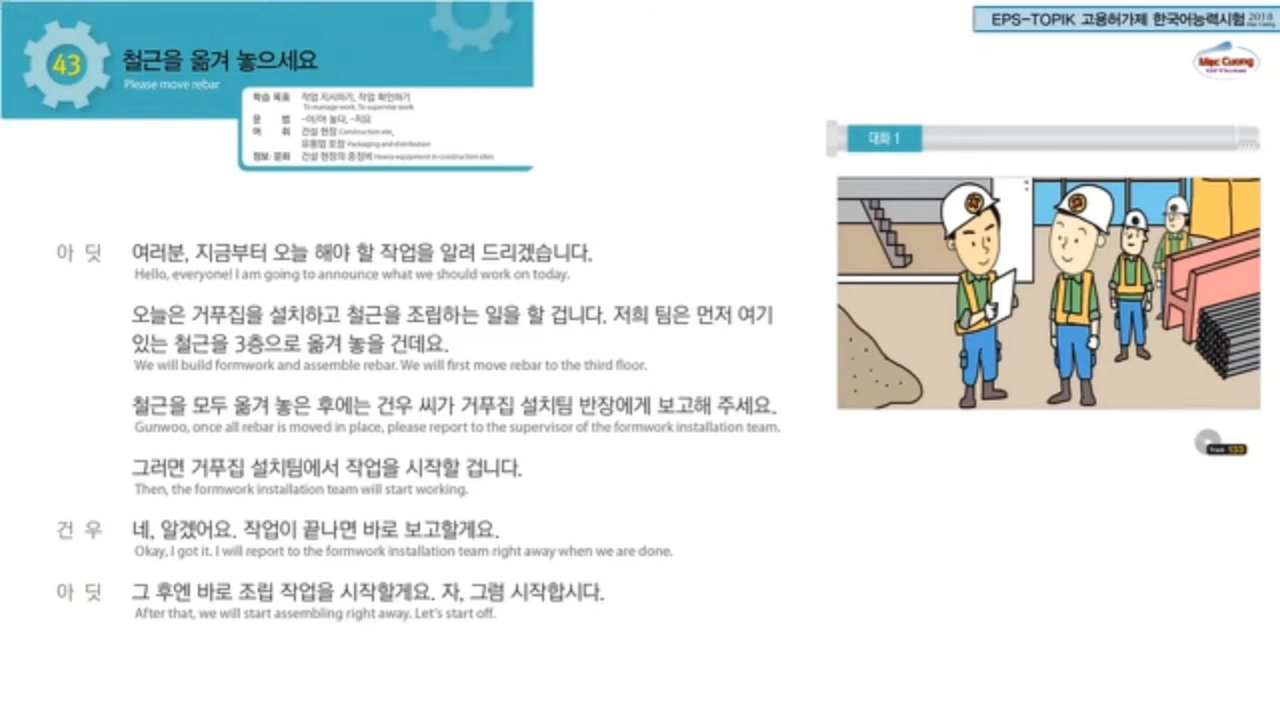 43
철근을 옮겨 놓으세요
Please move rebar
학습 목표 작업 지시하기, 작업 확인하기
To manage work, To supervise work
문 법 -아/어 놓다, -지요
어 휘 건설 현장 Construction site,
유통업 포장 Packaging and distribution
정보·문화 건설 현장의 중장비 Heavy equipment in construction sites
EPS-TOPIK 고용허가제 한국어능력시험 2018
Mac Cuong
Mạc Cường
대화 1
아 딧 여러분, 지금부터 오늘 해야 할 작업을 알려 드리겠습니다.
Hello, everyone! I am going to announce what we should work on today.
오늘은 거푸집을 설치하고 철근을 조립하는 일을 할 겁니다. 저희 팀은 먼저 여기
있는 철근을 3층으로 옮겨 놓을 건데요.
We will build formwork and assemble rebar. We will first move rebar to the third floor.
철근을 모두 옮겨 놓은 후에는 건우 씨가 거푸집 설치팀 반장에게 보고해 주세요.
Gunwoo, once all rebar is moved in place, please report to the supervisor of the formwork installation team.
그러면 거푸집 설치팀에서 작업을 시작할 겁니다.
Then, the formwork installation team will start working.
건 우 네, 알겠어요. 작업이 끝나면 바로 보고할게요.
Okay, I got it. I will report to the formwork installation team right away when we are done.
아 딧 그 후엔 바로 조립 작업을 시작할게요. 자, 그럼 시작합시다.
After that, we will start assembling right away. Let's start off.
Track 133